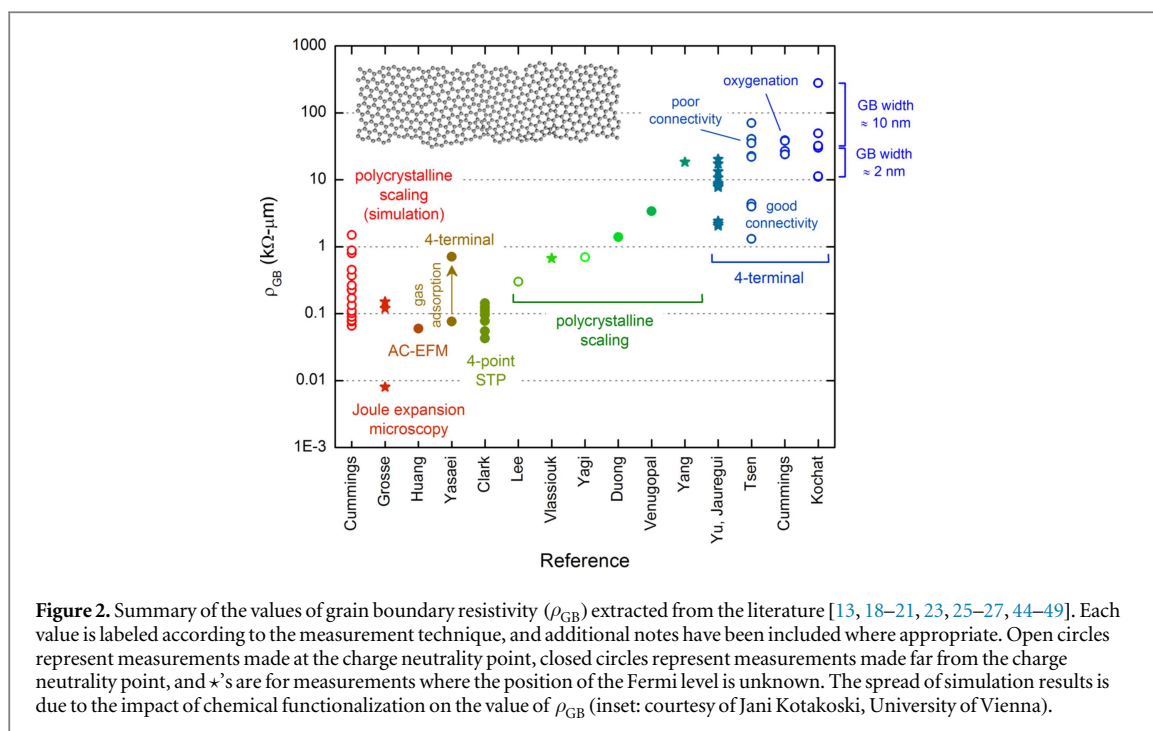 1000
100
10
1
0.1
0.01
1E-3
ρGB (kΩ-μm)
polycrystalline
scaling
(simulation)
Joule expansion
microscopy
AC-EFM
4-terminal
gas
adsorption
4-point
STP
polycrystalline
scaling
poor
connectivity
oxygenation
good
connectivity
4-terminal
GB width
≈ 10 nm
GB width
≈ 2 nm
Cummings
Grosse
Huang
Yasaei
Clark
Lee
Vlassiouk
Yagi
Duong
Venugopal
Yang
Yu, Jauregui
Tsen
Cummings
Kochat
Reference
Figure 2. Summary of the values of grain boundary resistivity (ρGB) extracted from the literature [13, 18–21, 23, 25–27, 44–49]. Each
value is labeled according to the measurement technique, and additional notes have been included where appropriate. Open circles
represent measurements made at the charge neutrality point, closed circles represent measurements made far from the charge
neutrality point, and ⋆'s are for measurements where the position of the Fermi level is unknown. The spread of simulation results is
due to the impact of chemical functionalization on the value of ρGB (inset: courtesy of Jani Kotakoski, University of Vienna).